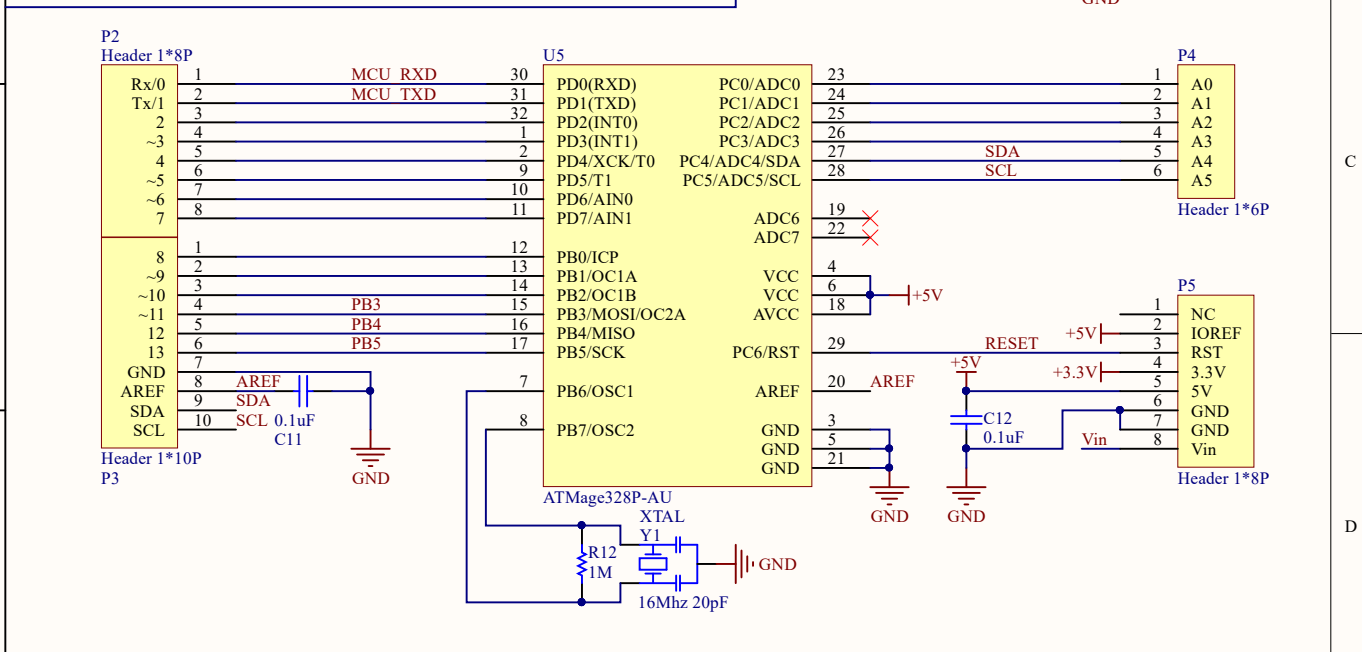 GND
P2
Header 1*8P
Rx/0 1 MCU RXD 30 PD0(RXD) PC0/ADC0 23 1 A0
Tx/1 2 MCU TXD 31 PD1(TXD) PC1/ADC1 24 2 A1
2 3 32 PD2(INT0) PC2/ADC2 25 3 A2
~3 4 1 PD3(INT1) PC3/ADC3 26 4 A3
4 5 2 PD4/XCK/T0 PC4/ADC4/SDA 27 SDA 5 A4
~5 6 9 PD5/T1 PC5/ADC5/SCL 28 SCL 6 A5
~6 7 10 PD6/AIN0
7 8 11 PD7/AIN1 ADC6 19
ADC7 22
8 1 12 PB0/ICP
~9 2 13 PB1/OC1A VCC 4
~10 3 14 PB2/OC1B VCC 6 +5V
~11 4 PB3 15 PB3/MOSI/OC2A AVCC 18
12 5 PB4 16 PB4/MISO
13 6 PB5 17 PB5/SCK PC6/RST 29 RESET
GND 7
AREF 8 AREF 7 PB6/OSC1 AREF 20 AREF
SDA 9 SDA
SCL 10 SCL 8 PB7/OSC2 GND 3
GND 5
GND 21
0.1uF
C11
GND
Header 1*10P
P3
U5
ATMage328P-AU
P4
Header 1*6P
P5
1 NC
+5V 2 IOREF
3 RST
+3.3V 4 3.3V
+5V 5 5V
6 GND
7 GND
Vin 8 Vin
Header 1*8P
C12
0.1uF
GND
GND
XTAL
Y1
R12
1M
GND
16Mhz 20pF
C
D